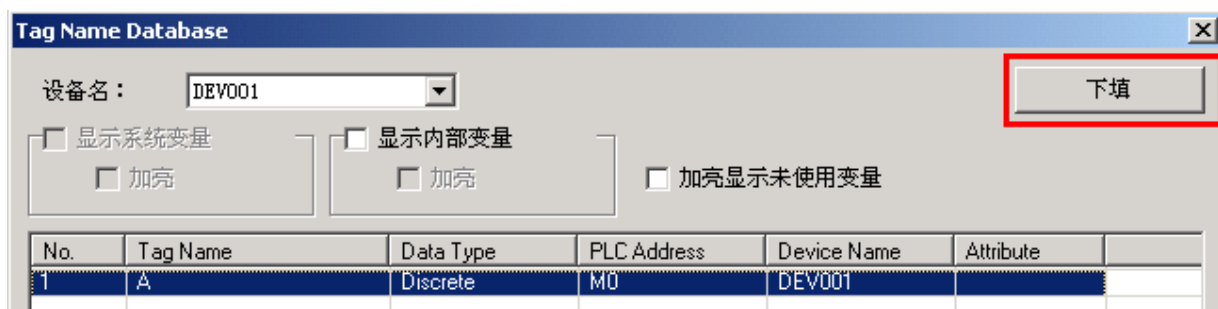 Tag Name Database
设备名：
DEV001
下填
显示系统变量
显示内部变量
加亮
加亮
加亮显示未使用变量
No. Tag Name Data Type PLC Address Device Name Attribute
1 A Discrete M0 DEV001